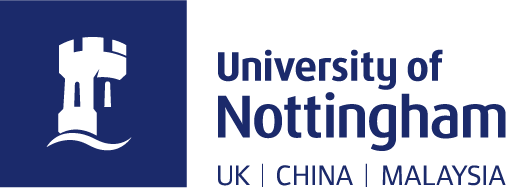 University of
Nottingham
UK | CHINA | MALAYSIA